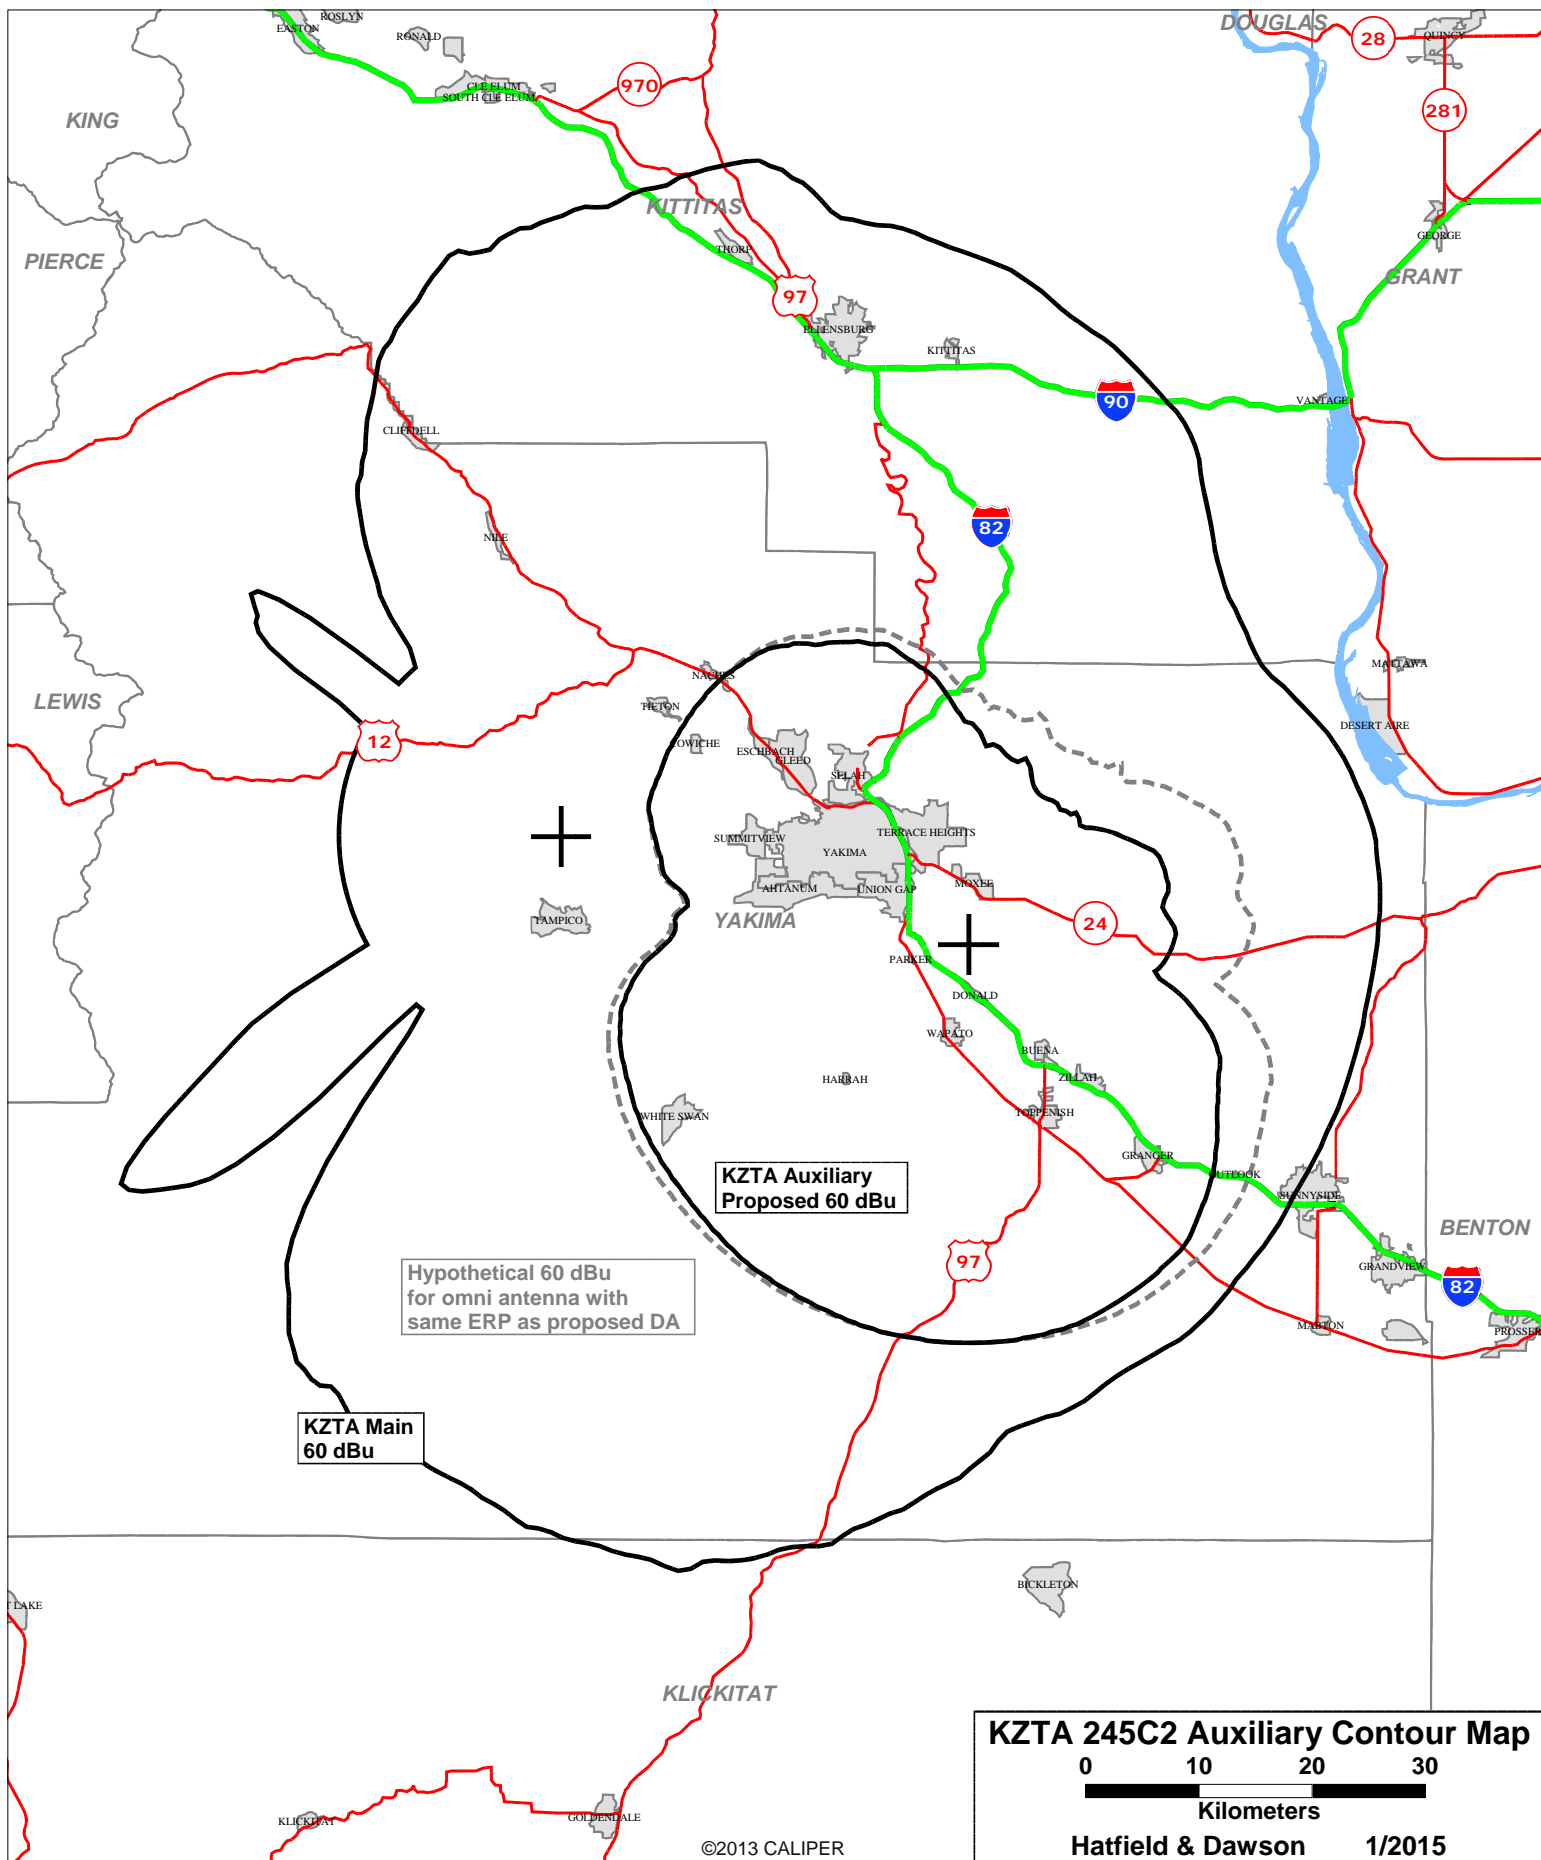 ROSLYN
EASTON
RONALD
DOUGLAS
28
QUINCY
CLE ELUM
SOUTH CLE ELUM
970
281
KING
KITTITAS
PIERCE
THORP
GEORGE
GRANT
97
ELLENSBURG
KITTITAS
90
VANTAGE
CLIFFDELL
82
NILE
NACHES
MATTAWA
LEWIS
TIETON
DESERT AIRE
12
COWICHE
ESCHBACH
GLEED
SELAH
SUMMITVIEW
TERRACE HEIGHTS
YAKIMA
AHTANUM
UNION GAP
MOXEE
TAMPICO
YAKIMA
24
PARKER
DONALD
WAPATO
BUENA
HARRAH
ZILLAH
WHITE SWAN
TOPPENISH
GRANGER
KZTA Auxiliary
Proposed 60 dBu
OUTLOOK
SUNNYSIDE
BENTON
97
GRANDVIEW
82
Hypothetical 60 dBu
for omni antenna with
same ERP as proposed DA
MABTON
PROSSER
KZTA Main
60 dBu
BICKLETON
T LAKE
KLICKITAT
KZTA 245C2 Auxiliary Contour Map
0 10 20 30
Kilometers
Hatfield & Dawson 1/2015
KLICKITAT
GOLDENDALE
©2013 CALIPER